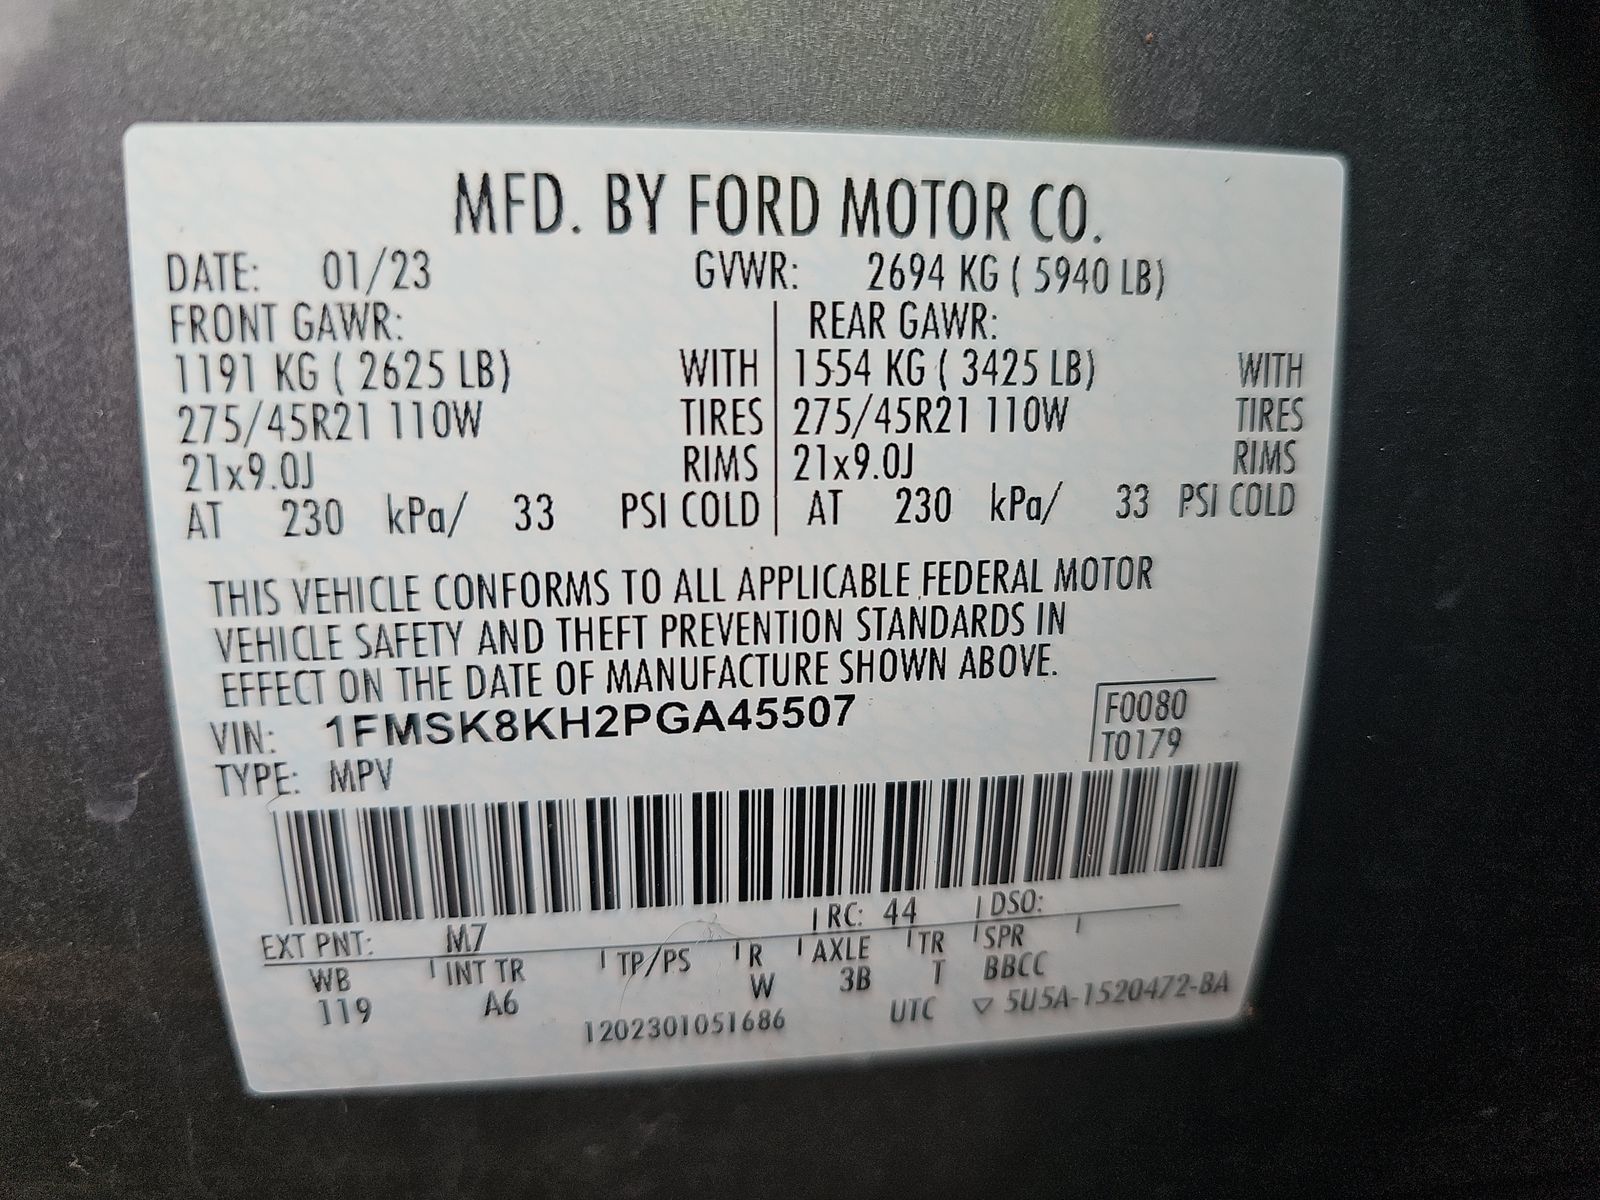 MFD. BY FORD MOTOR CO.
DATE: 01/23 GVWR: 2694 KG ( 5940 LB)
FRONT GAWR: REAR GAWR:
1191 KG ( 2625 LB) WITH 1554 KG ( 3425 LB) WITH
275/45R21 110W TIRES 275/45R21 110W TIRES
21x9.0J RIMS 21x9.0J RIMS
AT 230 kPa/ 33 PSI COLD AT 230 kPa/ 33 PSI COLD
THIS VEHICLE CONFORMS TO ALL APPLICABLE FEDERAL MOTOR
VEHICLE SAFETY AND THEFT PREVENTION STANDARDS IN
EFFECT ON THE DATE OF MANUFACTURE SHOWN ABOVE.
VIN: 1FMSK8KH2PGA45507 F0080
TYPE: MPV T0179
EXT PNT: M7 RC: 44 DSO:
WB INT TR TP/PS R AXLE TR SPR
119 A6 W 3B T BBCC
1202301051686 UTC ▽ 5U5A-1520472-BA